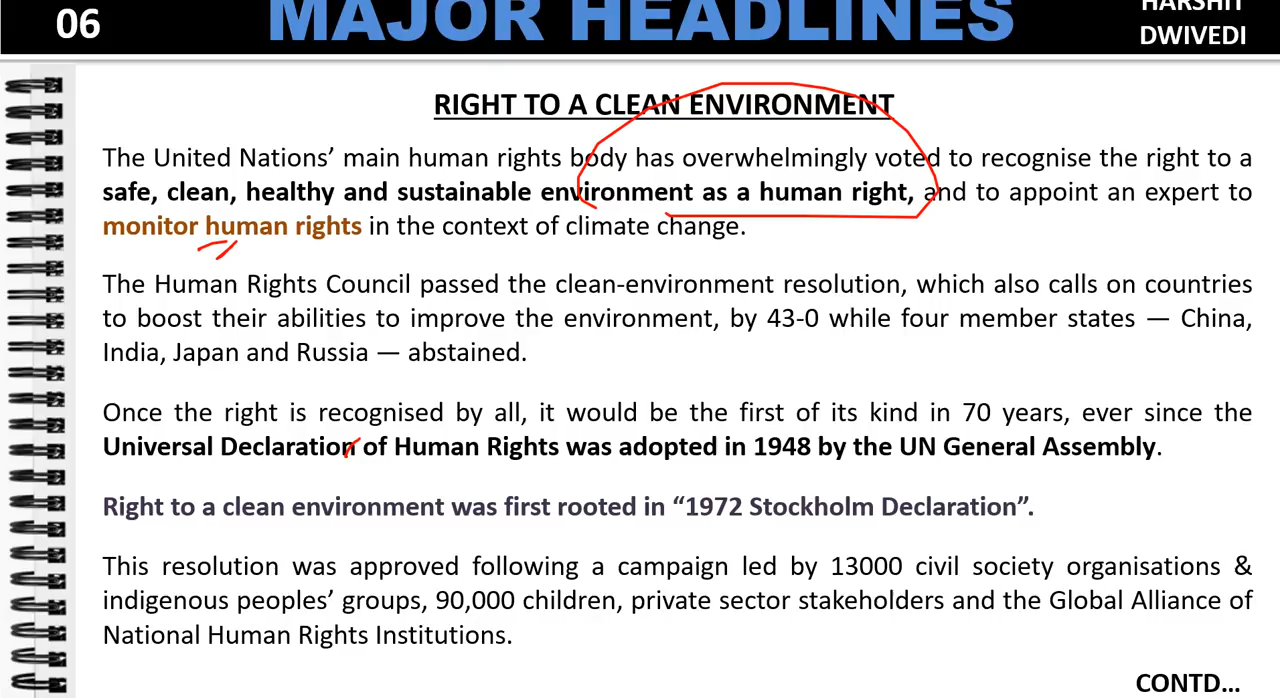 06
MAJOR HEADLINES
HARSHIT
DWIVEDI
RIGHT TO A CLEAN ENVIRONMENT
The United Nations’ main human rights body has overwhelmingly voted to recognise the right to a
safe, clean, healthy and sustainable environment as a human right, and to appoint an expert to
monitor human rights in the context of climate change.
The Human Rights Council passed the clean-environment resolution, which also calls on countries
to boost their abilities to improve the environment, by 43-0 while four member states — China,
India, Japan and Russia — abstained.
Once the right is recognised by all, it would be the first of its kind in 70 years, ever since the
Universal Declaration of Human Rights was adopted in 1948 by the UN General Assembly.
Right to a clean environment was first rooted in “1972 Stockholm Declaration”.
This resolution was approved following a campaign led by 13000 civil society organisations &
indigenous peoples’ groups, 90,000 children, private sector stakeholders and the Global Alliance of
National Human Rights Institutions.
CONTD...